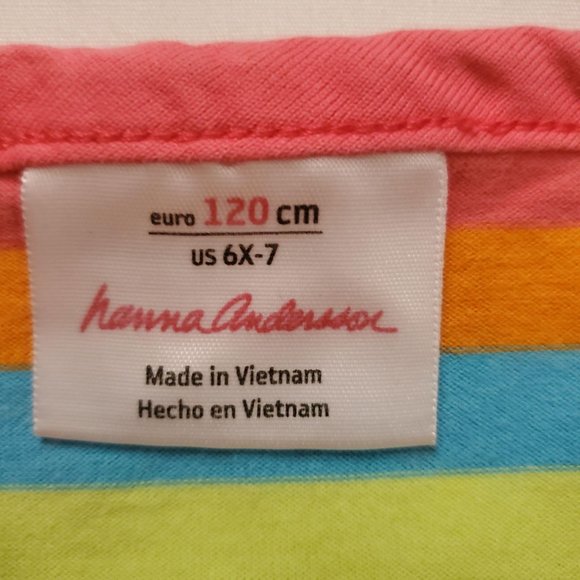 euro 120 cm
US 6X-7
hanna Andersson
Made in Vietnam
Hecho en Vietnam